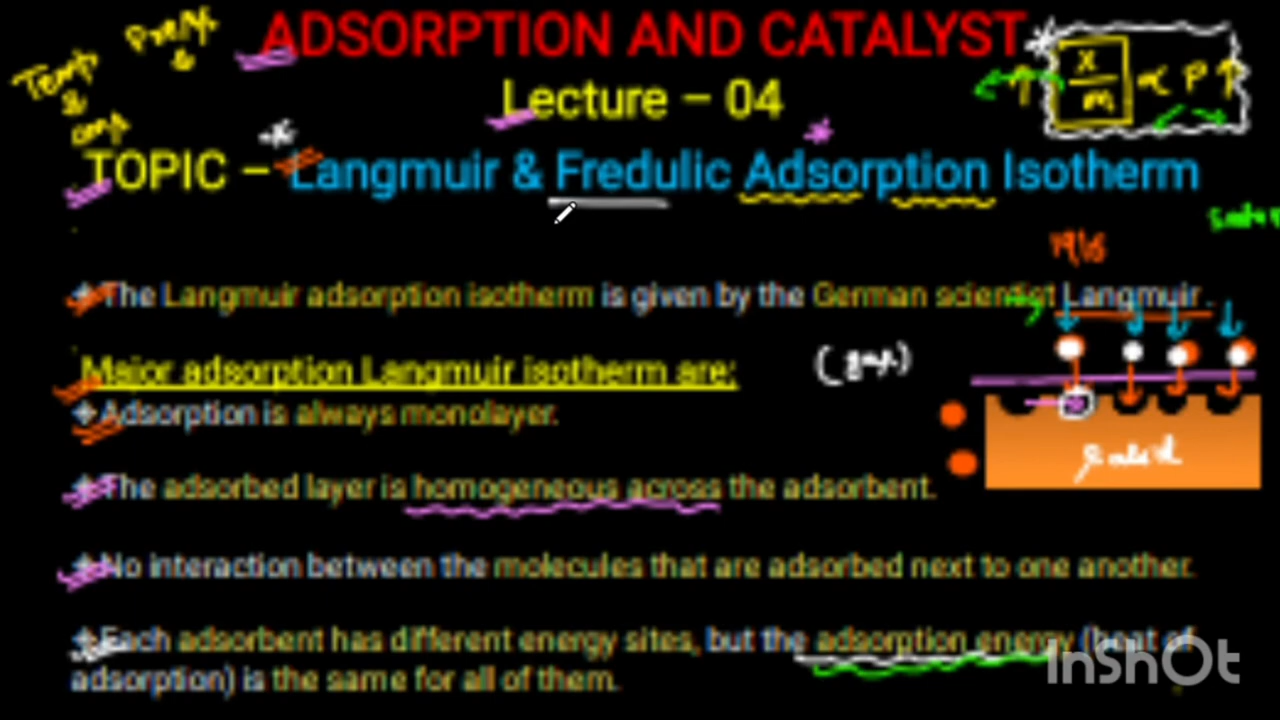 ADSORPTION AND CATALYST
Temp
&
x/m ∝ P ↑
Lecture – 04
TOPIC – Langmuir & Fredulic Adsorption Isotherm
1916
The Langmuir adsorption isotherm is given by the German scientist Langmuir.
Major adsorption Langmuir isotherm are:
Adsorption is always monolayer.
The adsorbed layer is homogeneous across the adsorbent.
No interaction between the molecules that are adsorbed next to one another.
Each adsorbent has different energy sites, but the adsorption energy (heat of
adsorption) is the same for all of them.
InShOt